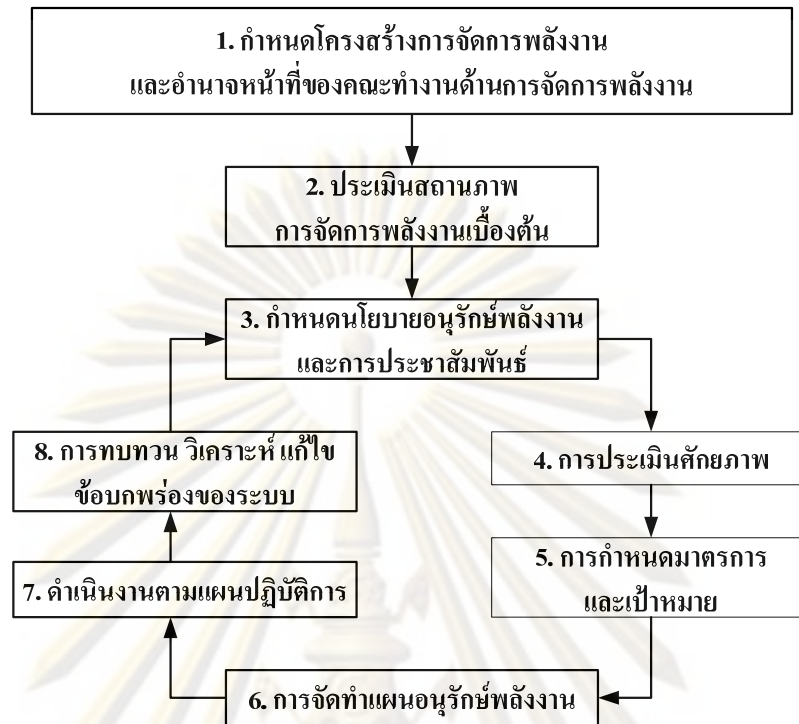 1. กำหนดโครงสร้างการจัดการพลังงาน
และอำนาจหน้าที่ของคณะทำงานด้านการจัดการพลังงาน
2. ประเมินสถานภาพ
การจัดการพลังงานเบื้องต้น
3. กำหนดนโยบายอนุรักษ์พลังงาน
และการประชาสัมพันธ์
4. การประเมินศักยภาพ
5. การกำหนดมาตรการ
และเป้าหมาย
6. การจัดทำแผนอนุรักษ์พลังงาน
7. ดำเนินงานตามแผนปฏิบัติการ
8. การทบทวน วิเคราะห์ แก้ไข
ข้อบกพร่องของระบบ